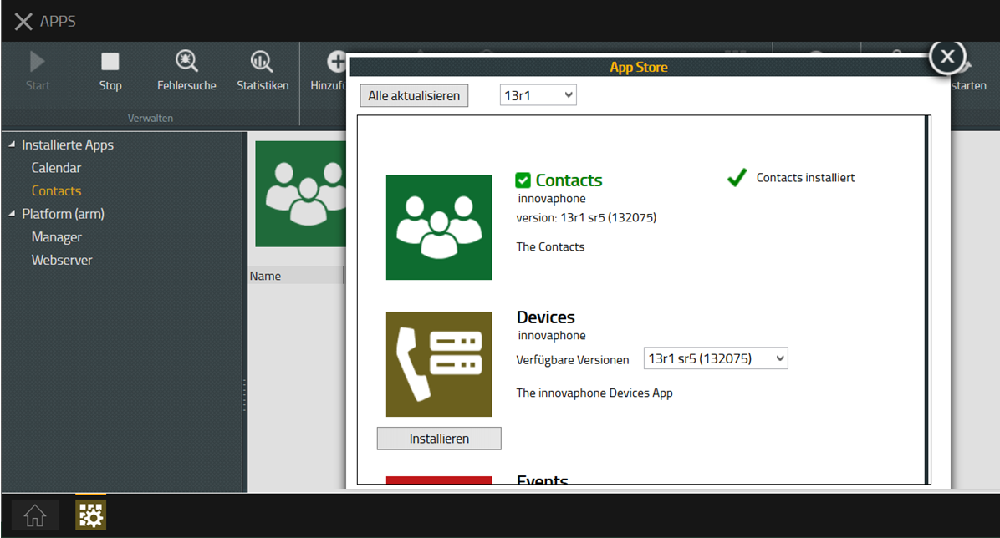 APPS
Start
Stop
Fehlersuche
Statistiken
Hinzufü
starten
Verwalten
App Store
Alle aktualisieren
13r1
Installierte Apps
Calendar
Contacts
Platform (arm)
Manager
Webserver
Name
Contacts
innovaphone
version: 13r1 sr5 (132075)
The Contacts
Contacts installiert
Devices
innovaphone
Verfügbare Versionen
13r1 sr5 (132075)
The innovaphone Devices App
Installieren
Events